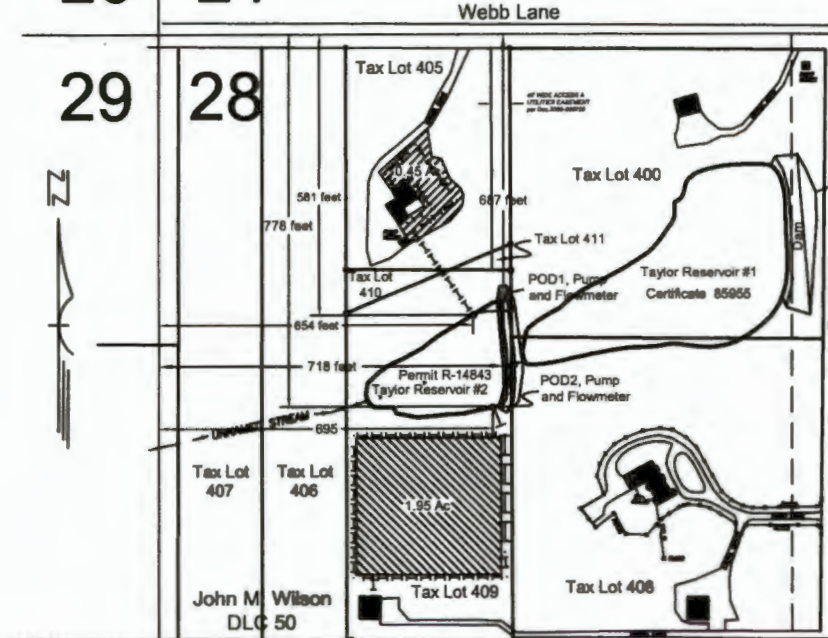 Webb Lane
29
28
Tax Lot 405
0.45 Ac
Tax Lot 400
581 feet
687 feet
778 feet
Tax Lot 411
Tax Lot
410
POD1, Pump
and Flowmeter
Taylor Reservoir #1
Certificate 85955
Dam
654 feet
718 feet
Permit R-14843
Taylor Reservoir #2
POD2, Pump
and Flowmeter
UNNAMED STREAM
695
Tax Lot
407
Tax Lot
406
1.95 Ac
John M. Wilson
DLC 50
Tax Lot 409
Tax Lot 408